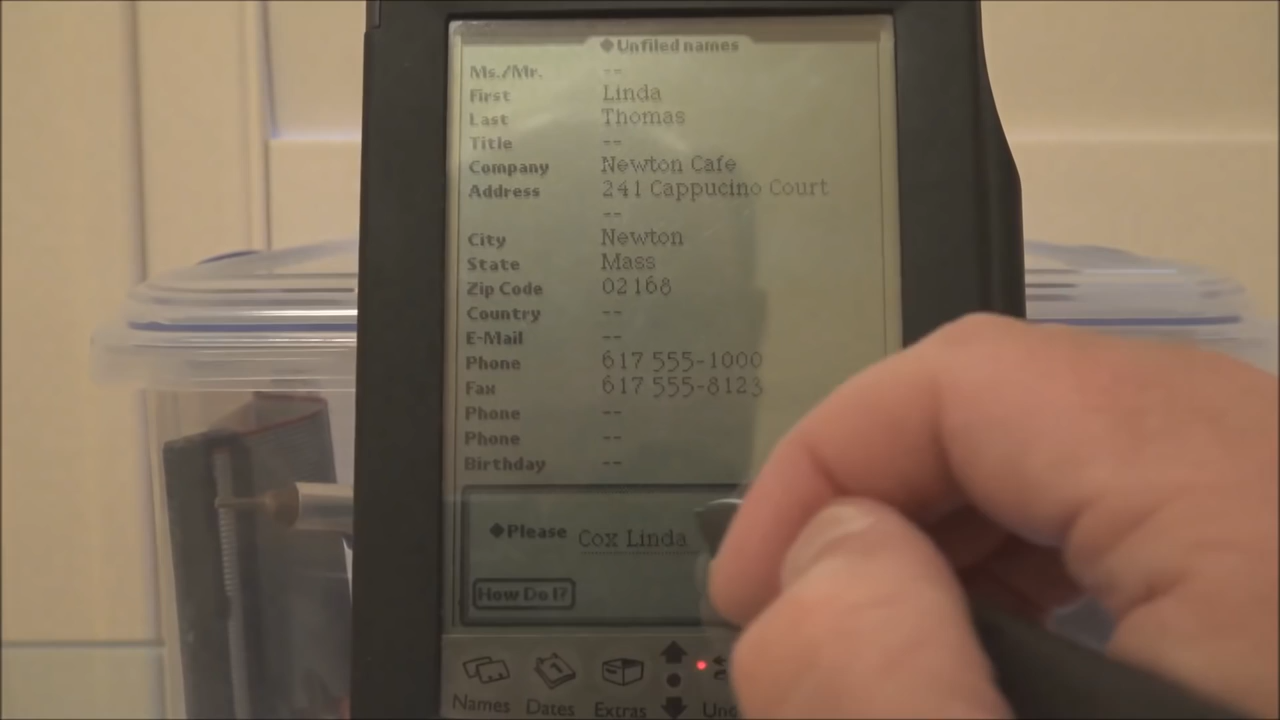 ◆Unfiled names
Ms./Mr. --
First Linda
Last Thomas
Title --
Company Newton Cafe
Address 241 Cappucino Court
--
City Newton
State Mass
Zip Code 02168
Country --
E-Mail --
Phone 617 555-1000
Fax 617 555-8123
Phone --
Phone --
Birthday --
◆Please Cox Linda
How Do I?
Names Dates Extras